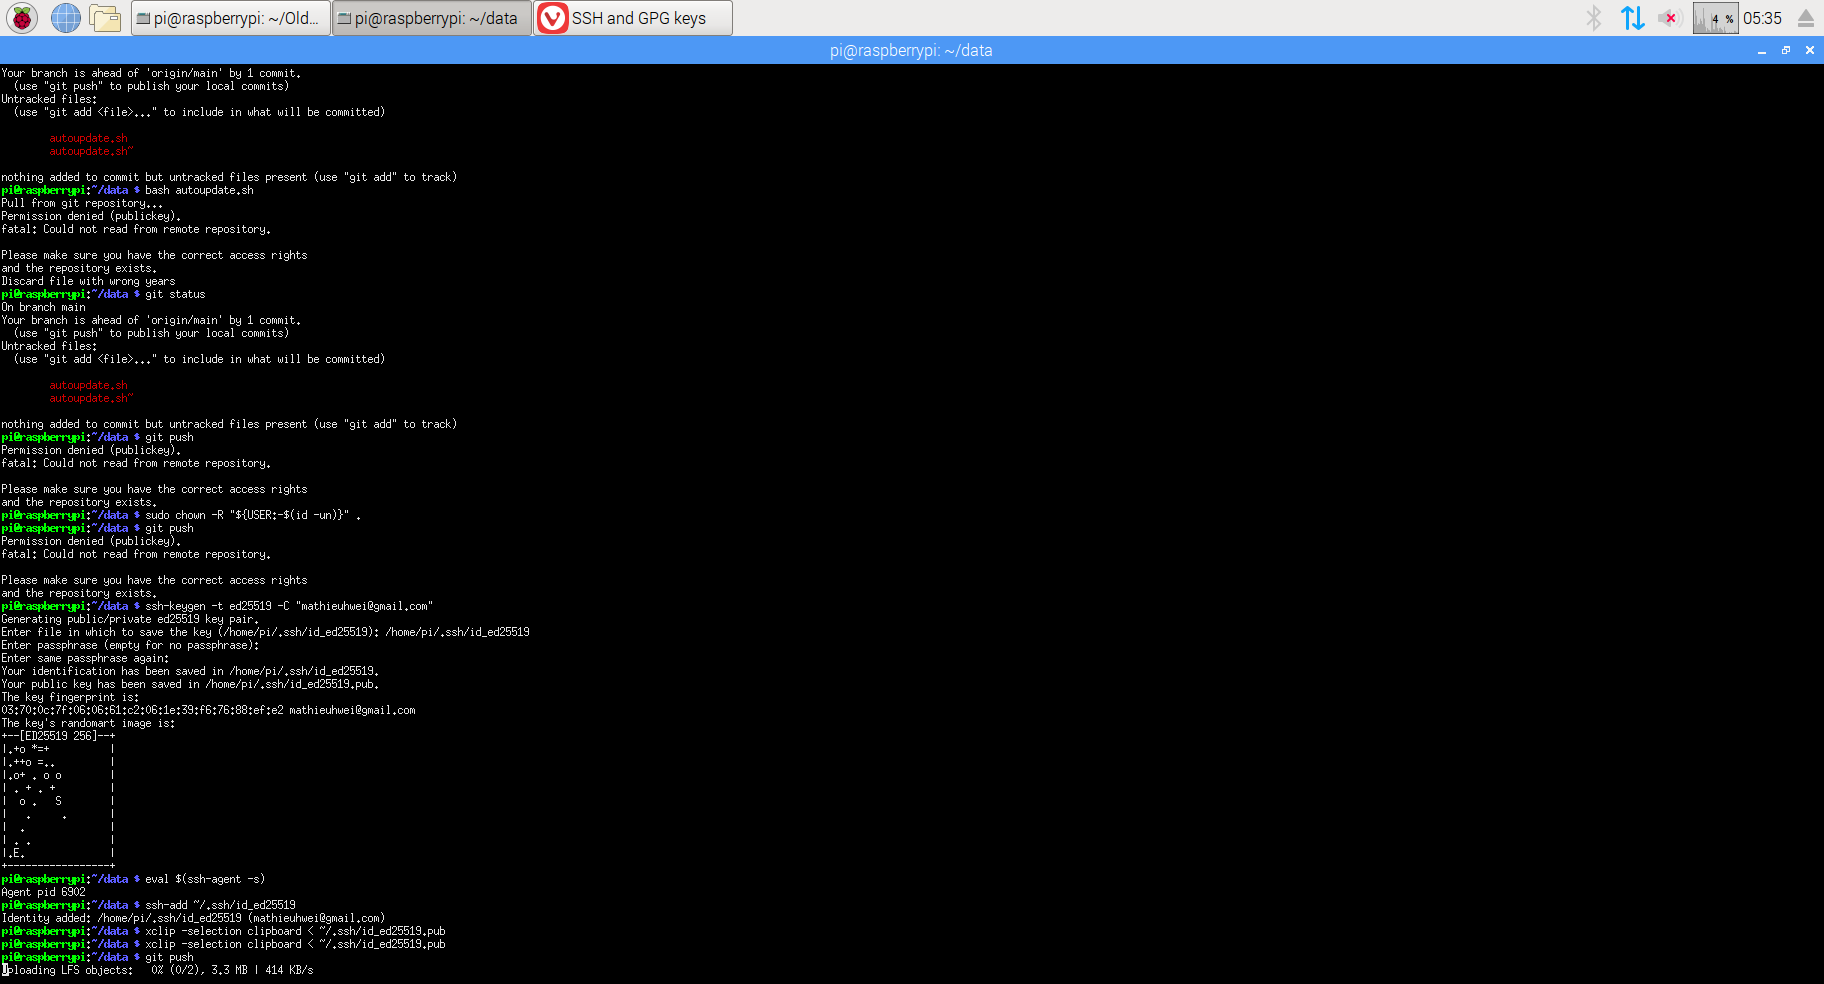 pi@raspberrypi: ~/Old... pi@raspberrypi: ~/data SSH and GPG keys 4 % 05:35
pi@raspberrypi: ~/data
Your branch is ahead of 'origin/main' by 1 commit.
  (use "git push" to publish your local commits)
Untracked files:
  (use "git add <file>..." to include in what will be committed)
        autoupdate.sh
        autoupdate.sh~
nothing added to commit but untracked files present (use "git add" to track)
pi@raspberrypi:~/data $ bash autoupdate.sh
Pull from git repository...
Permission denied (publickey).
fatal: Could not read from remote repository.
Please make sure you have the correct access rights
and the repository exists.
Discard file with wrong years
pi@raspberrypi:~/data $ git status
On branch main
Your branch is ahead of 'origin/main' by 1 commit.
  (use "git push" to publish your local commits)
Untracked files:
  (use "git add <file>..." to include in what will be committed)
        autoupdate.sh
        autoupdate.sh~
nothing added to commit but untracked files present (use "git add" to track)
pi@raspberrypi:~/data $ git push
Permission denied (publickey).
fatal: Could not read from remote repository.
Please make sure you have the correct access rights
and the repository exists.
pi@raspberrypi:~/data $ sudo chown -R "${USER:-$(id -un)}" .
pi@raspberrypi:~/data $ git push
Permission denied (publickey).
fatal: Could not read from remote repository.
Please make sure you have the correct access rights
and the repository exists.
pi@raspberrypi:~/data $ ssh-keygen -t ed25519 -C "mathieuhwei@gmail.com"
Generating public/private ed25519 key pair.
Enter file in which to save the key (/home/pi/.ssh/id_ed25519): /home/pi/.ssh/id_ed25519
Enter passphrase (empty for no passphrase):
Enter same passphrase again:
Your identification has been saved in /home/pi/.ssh/id_ed25519.
Your public key has been saved in /home/pi/.ssh/id_ed25519.pub.
The key fingerprint is:
03:70:0c:7f:06:06:61:c2:06:1e:39:f6:76:88:ef:e2 mathieuhwei@gmail.com
The key's randomart image is:
+--[ED25519 256]--+
|.+o *=+          |
|.++o =..         |
|.o+ . o o        |
| . + . +         |
|  o .   S        |
|   .     .       |
|  .              |
| . .             |
|.E.              |
+-----------------+
pi@raspberrypi:~/data $ eval $(ssh-agent -s)
Agent pid 6902
pi@raspberrypi:~/data $ ssh-add ~/.ssh/id_ed25519
Identity added: /home/pi/.ssh/id_ed25519 (mathieuhwei@gmail.com)
pi@raspberrypi:~/data $ xclip -selection clipboard < ~/.ssh/id_ed25519.pub
pi@raspberrypi:~/data $ xclip -selection clipboard < ~/.ssh/id_ed25519.pub
pi@raspberrypi:~/data $ git push
Uploading LFS objects:   0% (0/2), 3.3 MB | 414 KB/s